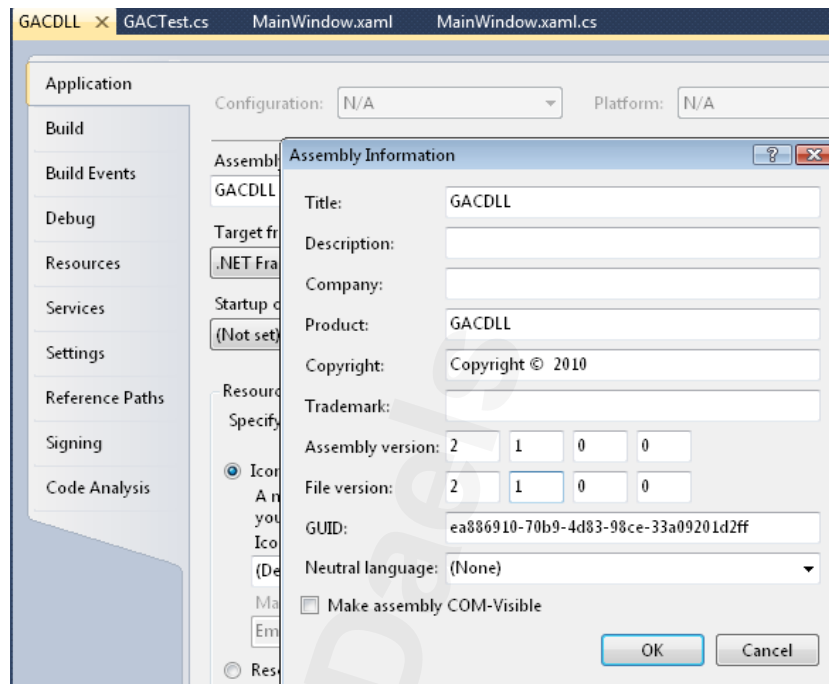 GACDLL GACTest.cs MainWindow.xaml MainWindow.xaml.cs
Application
Build
Build Events
Debug
Resources
Services
Settings
Reference Paths
Signing
Code Analysis
Configuration: N/A Platform: N/A
Assembl
GACDLL
Target fr
.NET Fra
Startup o
(Not set)
Resourc
Specify
Icon
A m
you
Ico
(De
Ma
Em
Reso
Assembly Information
Title: GACDLL
Description:
Company:
Product: GACDLL
Copyright: Copyright © 2010
Trademark:
Assembly version: 2 1 0 0
File version: 2 1 0 0
GUID: ea886910-70b9-4d83-98ce-33a09201d2ff
Neutral language: (None)
Make assembly COM-Visible
OK Cancel
Daels